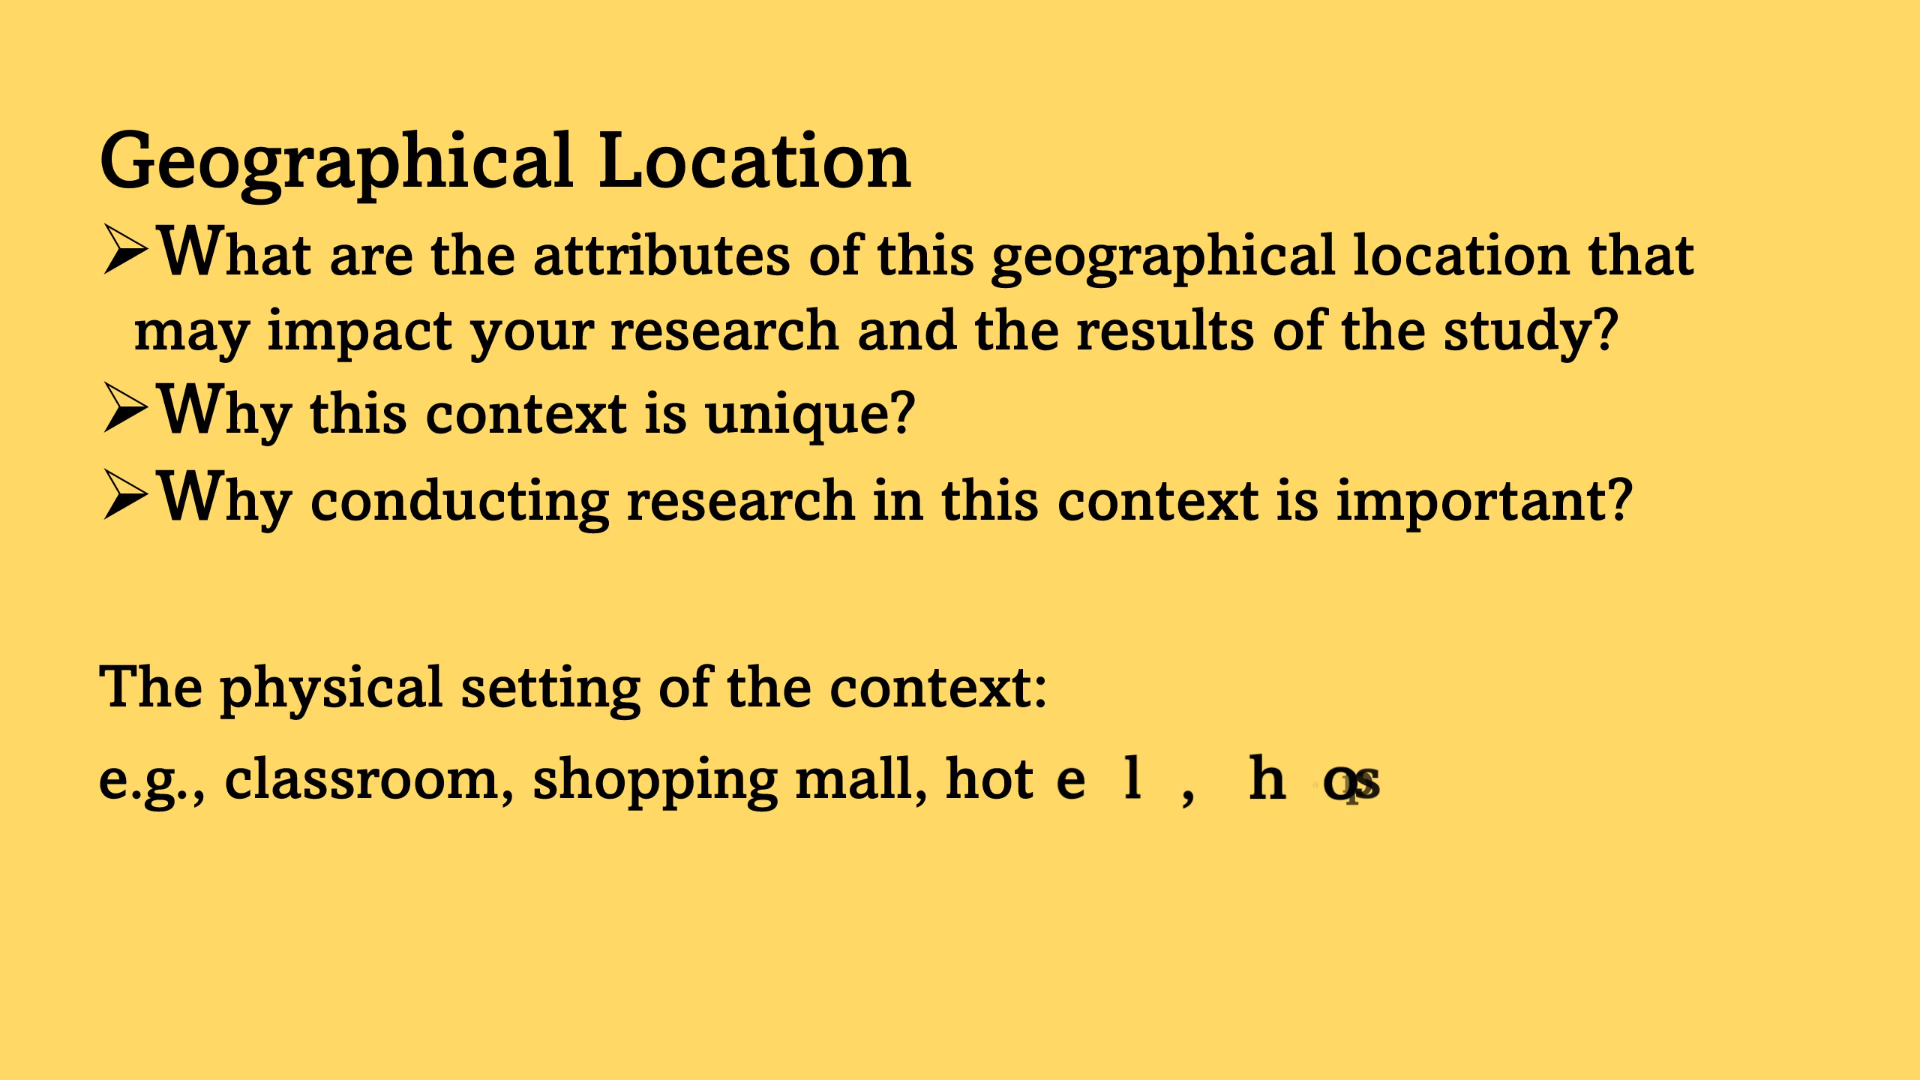 Geographical Location
➢What are the attributes of this geographical location that
may impact your research and the results of the study?
➢Why this context is unique?
➢Why conducting research in this context is important?
The physical setting of the context:
e.g., classroom, shopping mall, hotel,